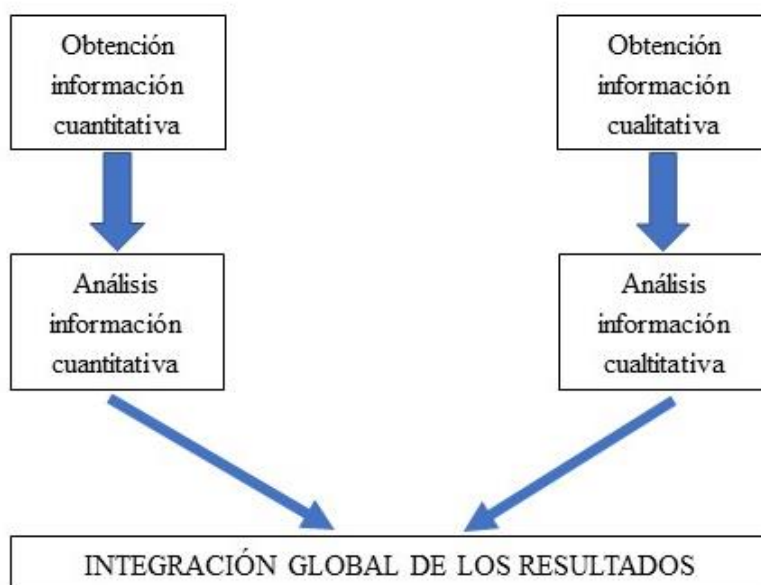 Obtención
información
cuantitativa
Obtención
información
cualitativa
Análisis
información
cuantitativa
Análisis
información
cualtitativa
INTEGRACIÓN GLOBAL DE LOS RESULTADOS